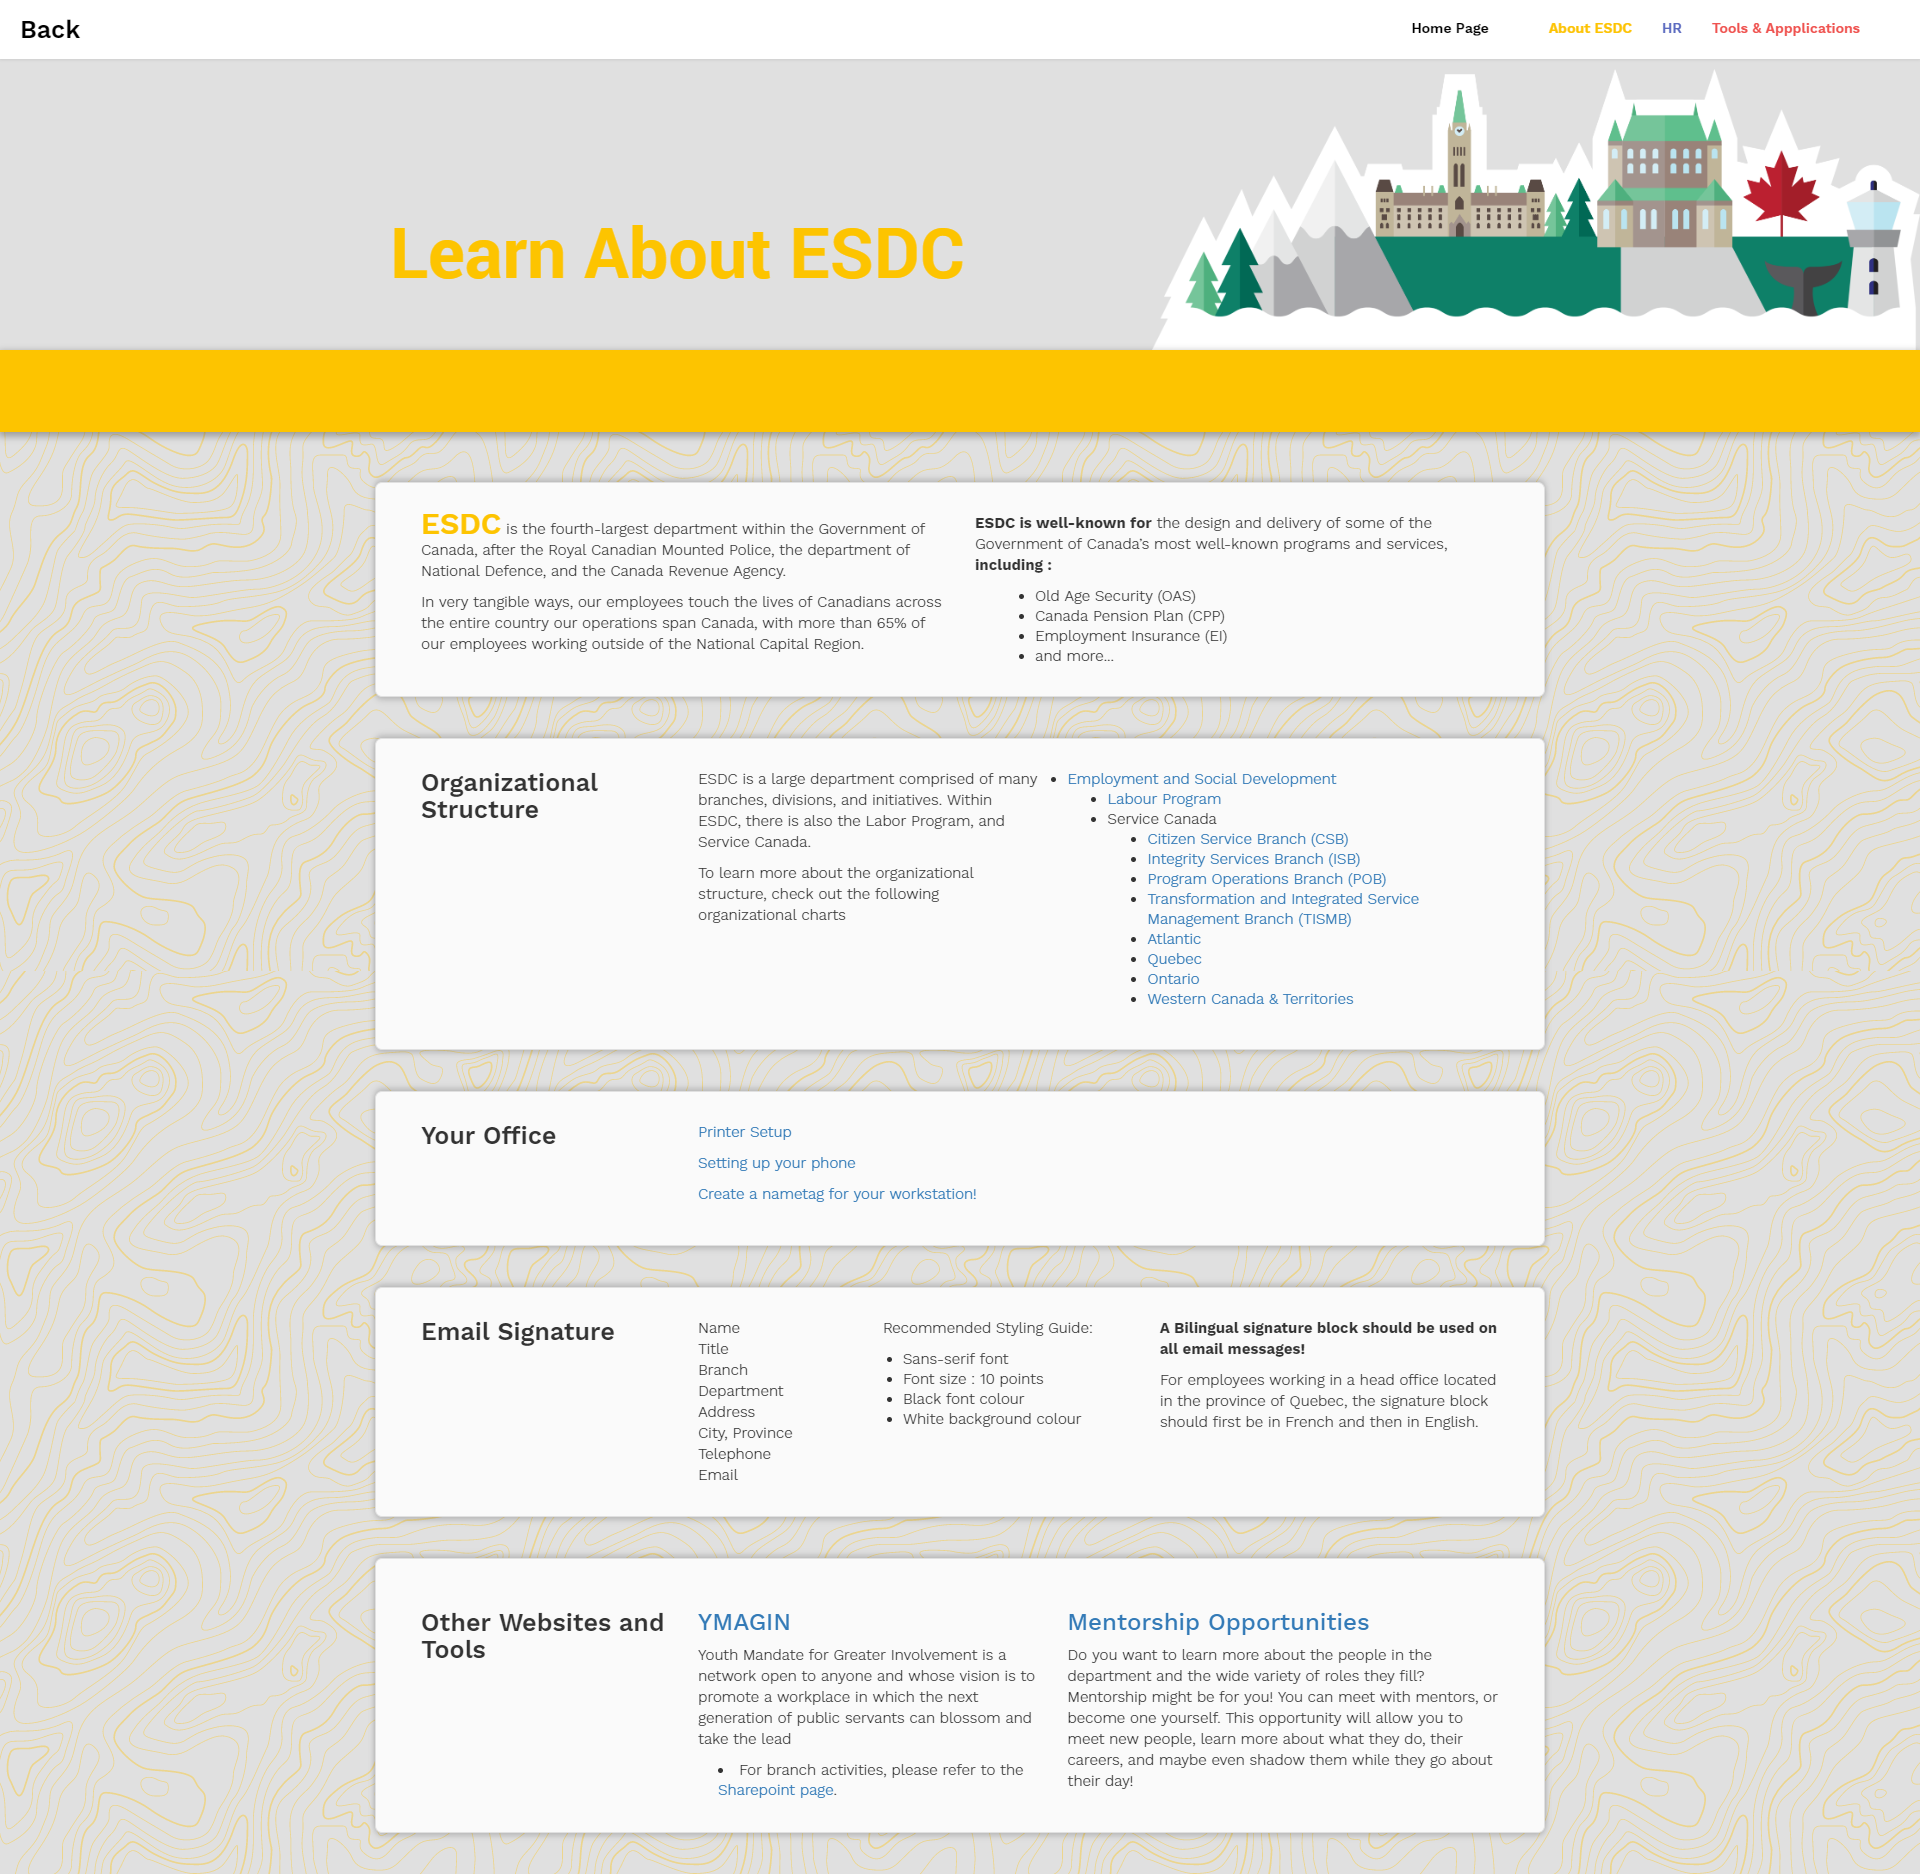 Back
Home Page
About ESDC
HR
Tools & Appplications
Learn About ESDC
ESDC is the fourth-largest department within the Government of
Canada, after the Royal Canadian Mounted Police, the department of
National Defence, and the Canada Revenue Agency.
In very tangible ways, our employees touch the lives of Canadians across
the entire country our operations span Canada, with more than 65% of
our employees working outside of the National Capital Region.
ESDC is well-known for the design and delivery of some of the
Government of Canada's most well-known programs and services,
including :
Old Age Security (OAS)
Canada Pension Plan (CPP)
Employment Insurance (EI)
and more...
Organizational
Structure
ESDC is a large department comprised of many
branches, divisions, and initiatives. Within
ESDC, there is also the Labor Program, and
Service Canada.
To learn more about the organizational
structure, check out the following
organizational charts
Employment and Social Development
Labour Program
Service Canada
Citizen Service Branch (CSB)
Integrity Services Branch (ISB)
Program Operations Branch (POB)
Transformation and Integrated Service
Management Branch (TISMB)
Atlantic
Quebec
Ontario
Western Canada & Territories
Your Office
Printer Setup
Setting up your phone
Create a nametag for your workstation!
Email Signature
Name
Title
Branch
Department
Address
City, Province
Telephone
Email
Recommended Styling Guide:
Sans-serif font
Font size : 10 points
Black font colour
White background colour
A Bilingual signature block should be used on
all email messages!
For employees working in a head office located
in the province of Quebec, the signature block
should first be in French and then in English.
Other Websites and
Tools
YMAGIN
Youth Mandate for Greater Involvement is a
network open to anyone and whose vision is to
promote a workplace in which the next
generation of public servants can blossom and
take the lead
For branch activities, please refer to the
Sharepoint page.
Mentorship Opportunities
Do you want to learn more about the people in the
department and the wide variety of roles they fill?
Mentorship might be for you! You can meet with mentors, or
become one yourself. This opportunity will allow you to
meet new people, learn more about what they do, their
careers, and maybe even shadow them while they go about
their day!